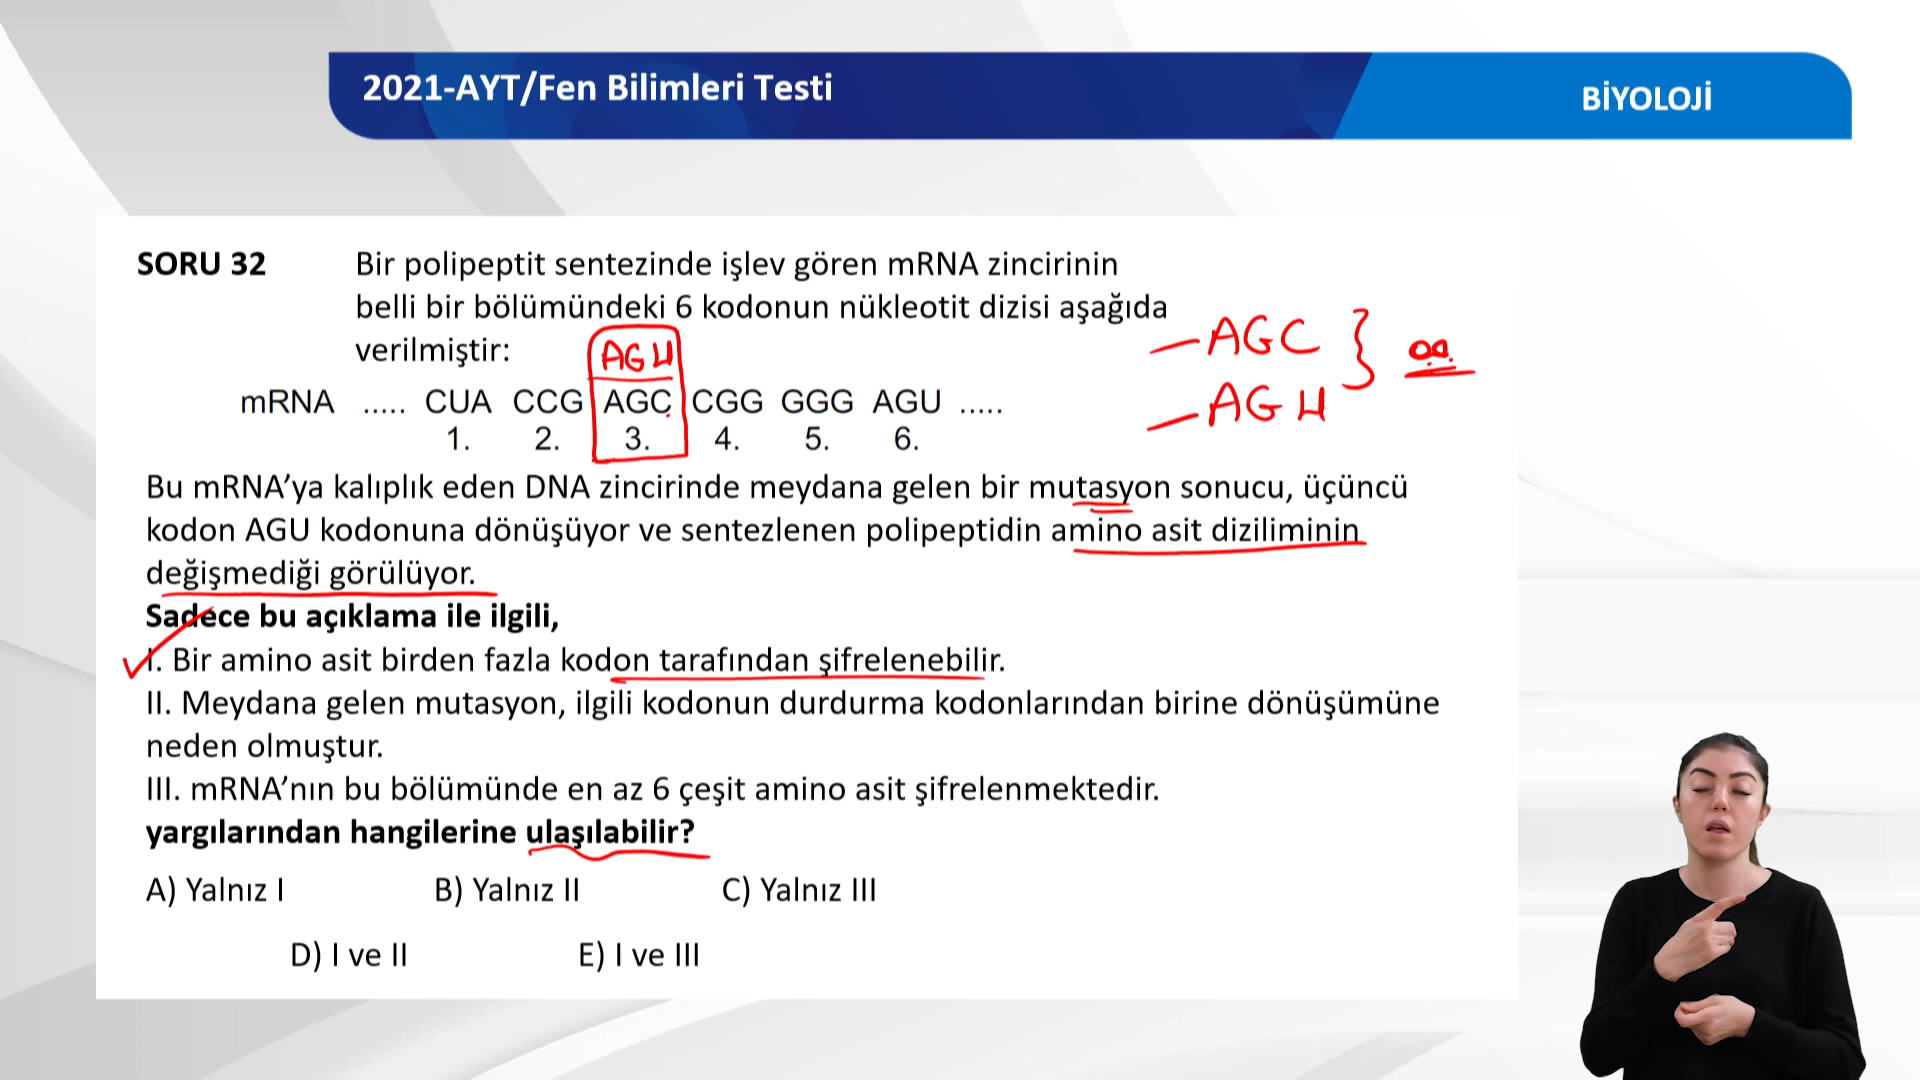 2021-AYT/Fen Bilimleri Testi
BİYOLOJİ
SORU 32
Bir polipeptit sentezinde işlev gören mRNA zincirinin
belli bir bölümündeki 6 kodonun nükleotit dizisi aşağıda
verilmiştir:
AGU
AGC
a.a.
AGU
mRNA ..... CUA CCG AGC CGG GGG AGU .....
1. 2. 3. 4. 5. 6.
Bu mRNA’ya kalıplık eden DNA zincirinde meydana gelen bir mutasyon sonucu, üçüncü
kodon AGU kodonuna dönüşüyor ve sentezlenen polipeptidin amino asit diziliminin
değişmediği görülüyor.
Sadece bu açıklama ile ilgili,
I. Bir amino asit birden fazla kodon tarafından şifrelenebilir.
II. Meydana gelen mutasyon, ilgili kodonun durdurma kodonlarından birine dönüşümüne
neden olmuştur.
III. mRNA’nın bu bölümünde en az 6 çeşit amino asit şifrelenmektedir.
yargılarından hangilerine ulaşılabilir?
A) Yalnız I B) Yalnız II C) Yalnız III
D) I ve II E) I ve III